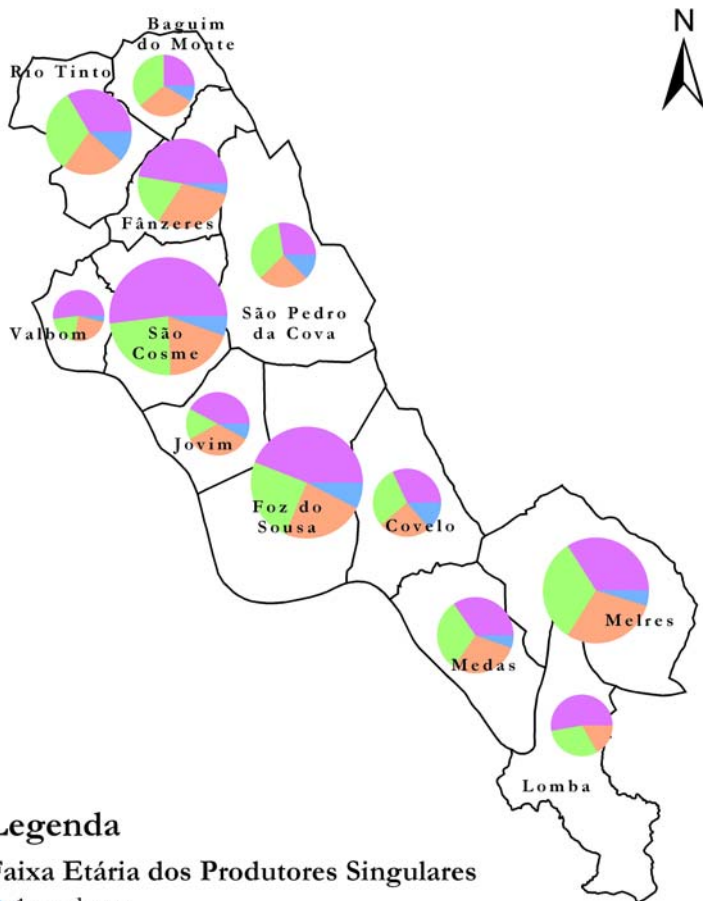 N
Baguim
do Monte
Rio Tinto
Fânzeres
São Pedro
da Cova
Valbom
São
Cosme
Jovim
Foz do
Sousa
Covelo
Melres
Medas
Lomba
Legenda
Faixa Etária dos Produtores Singulares